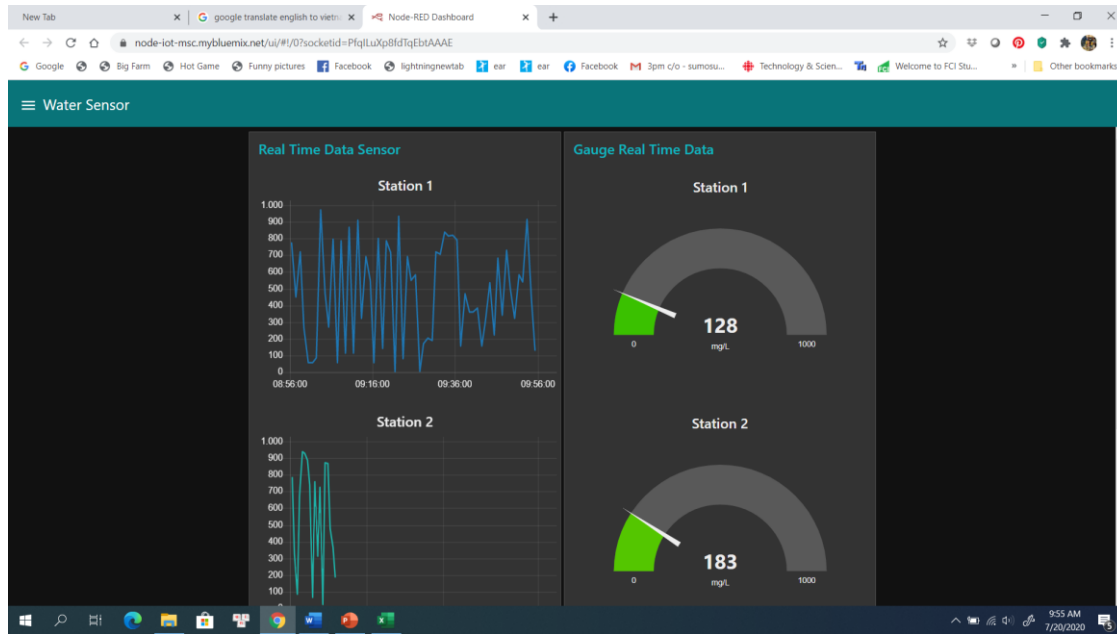 New Tab
google translate english to vietn
Node-RED Dashboard
node-iot-msc.mybluemix.net/ui/#!/0?socketid=PfqILuXp8fdTqEbtAAAE
Google Big Farm Hot Game Funny pictures Facebook lightningnewtab ear ear Facebook 3pm c/o - sumosu... Technology & Scien... Welcome to FCI Stu... » Other bookmarks
Water Sensor
Real Time Data Sensor
Station 1
1.000
900
800
700
600
500
400
300
200
100
0
08:56:00 09:16:00 09:36:00 09:56:00
Station 2
1.000
900
800
700
600
500
400
300
200
100
Gauge Real Time Data
Station 1
128
mg/L
0 1000
Station 2
183
mg/L
0 1000
9:55 AM
7/20/2020